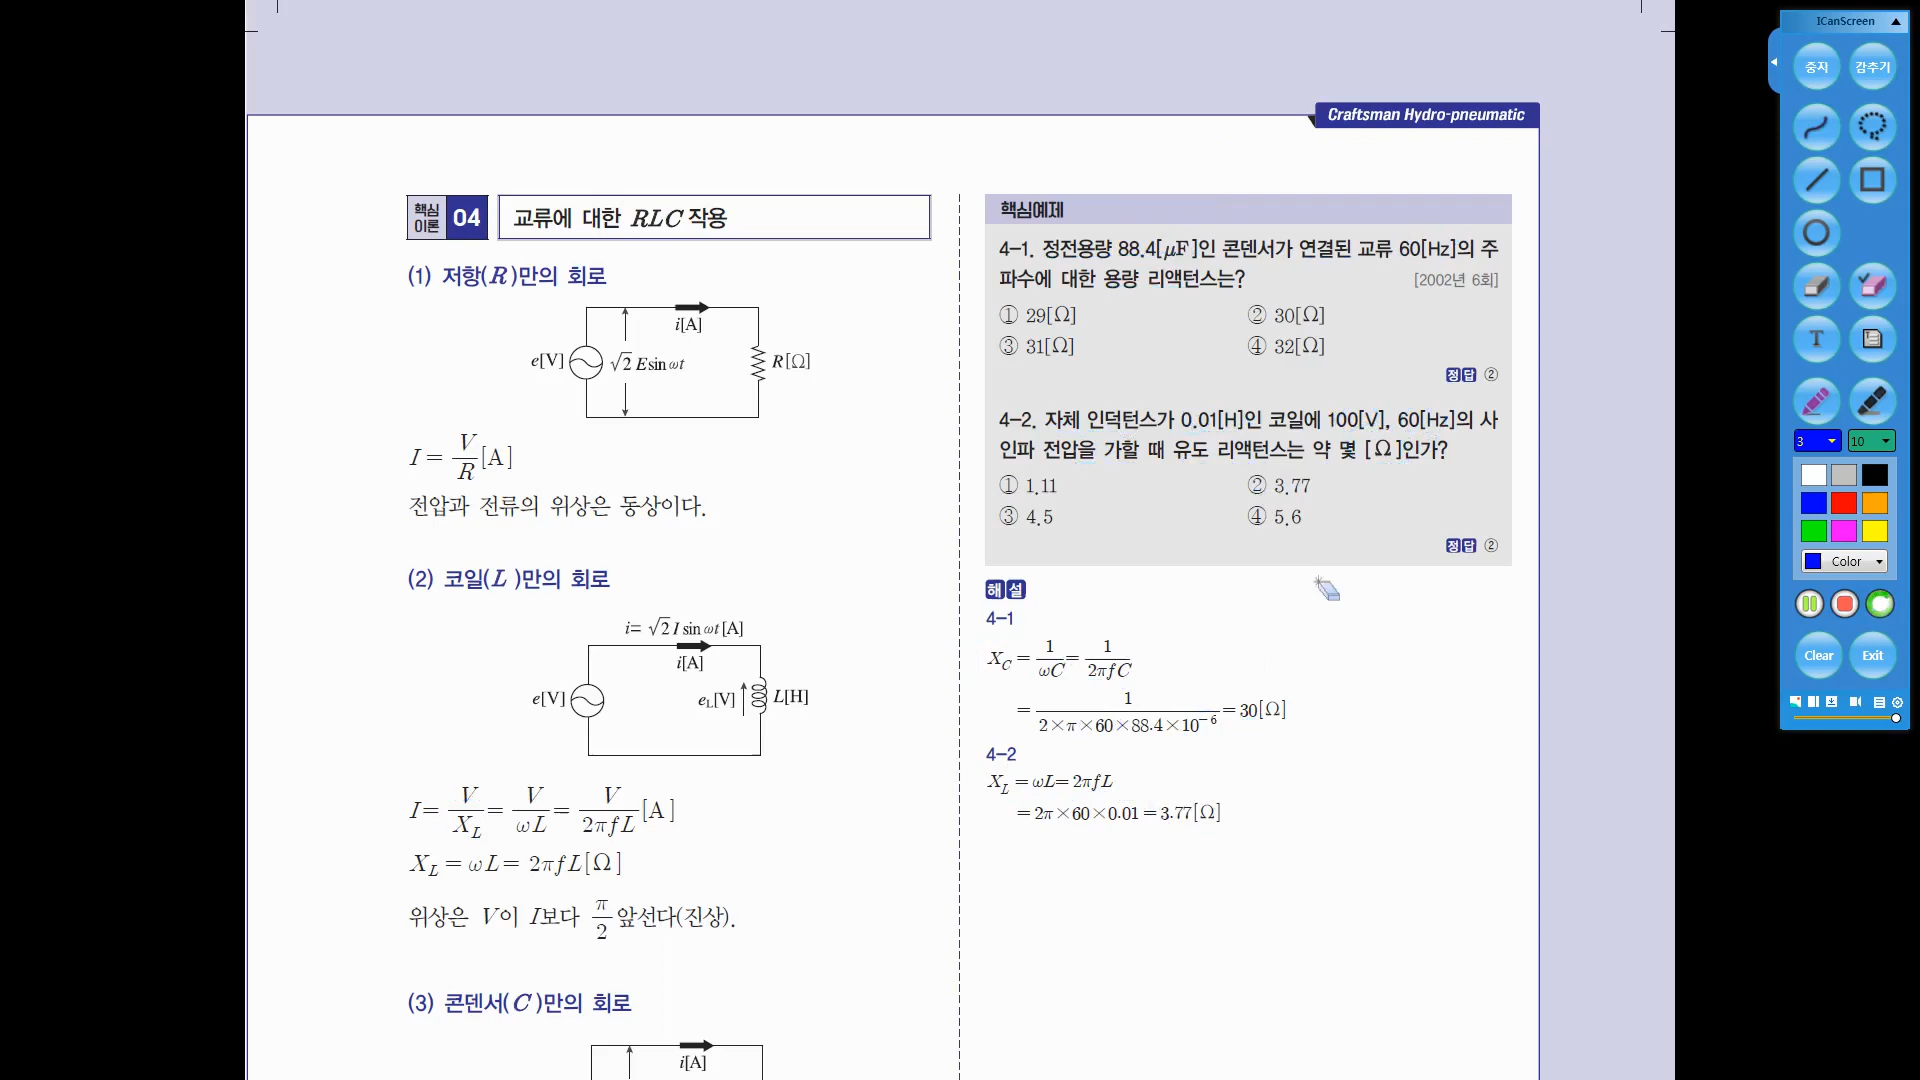 Craftsman Hydro-pneumatic
핵심이론 04 교류에 대한 RLC 작용
(1) 저항(R)만의 회로
i[A]
e[V] √2 Esin ωt R[Ω]
I = V/R [A]
전압과 전류의 위상은 동상이다.
(2) 코일(L)만의 회로
i= √2 I sin ωt [A]
i[A]
e[V] eL[V] L[H]
I = V/XL = V/ωL = V/2πfL [A]
XL = ωL = 2πfL[Ω]
위상은 V이 I보다 π/2 앞선다(진상).
(3) 콘덴서(C)만의 회로
i[A]
핵심예제
4-1. 정전용량 88.4[μF]인 콘덴서가 연결된 교류 60[Hz]의 주
파수에 대한 용량 리액턴스는? [2002년 6회]
① 29[Ω] ② 30[Ω]
③ 31[Ω] ④ 32[Ω]
정답 ②
4-2. 자체 인덕턴스가 0.01[H]인 코일에 100[V], 60[Hz]의 사
인파 전압을 가할 때 유도 리액턴스는 약 몇 [Ω]인가?
① 1.11 ② 3.77
③ 4.5 ④ 5.6
정답 ②
해설
4-1
XC = 1/ωC = 1/2πfC
= 1/(2×π×60×88.4×10⁻⁶) = 30[Ω]
4-2
XL = ωL = 2πfL
= 2π×60×0.01 = 3.77[Ω]
ICanScreen
중지 감추기
T
3 10
Color
Clear Exit